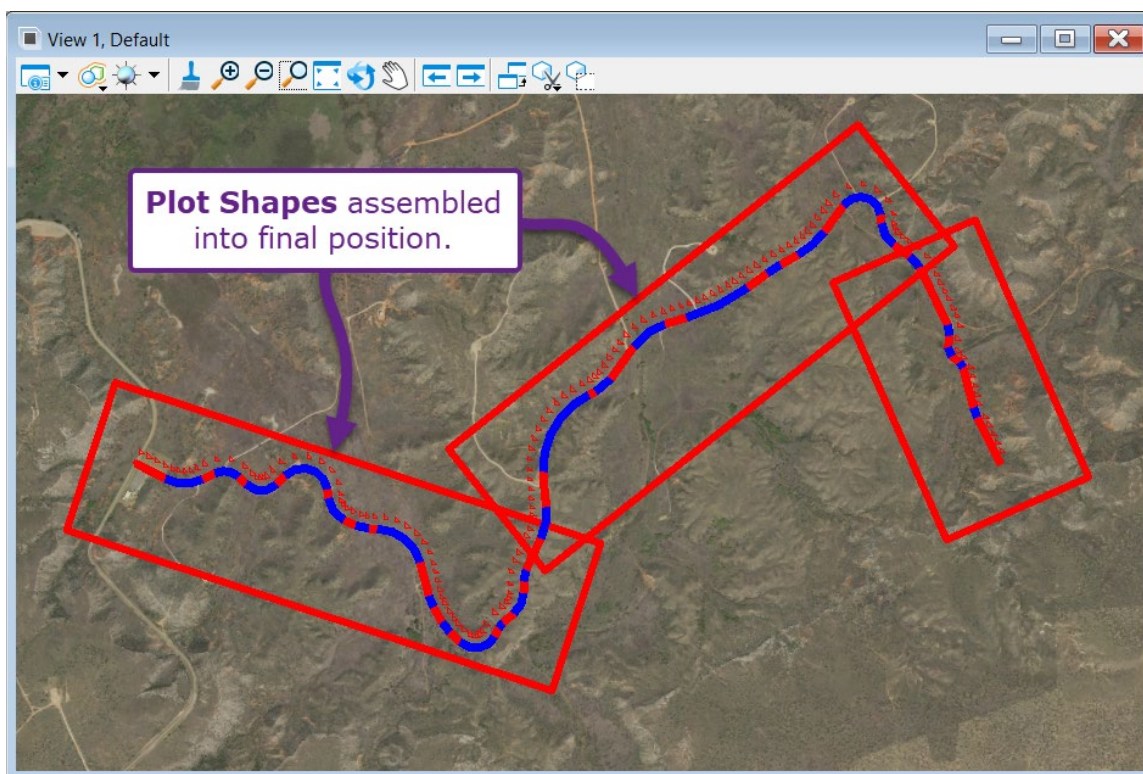 View 1, Default
Plot Shapes assembled
into final position.